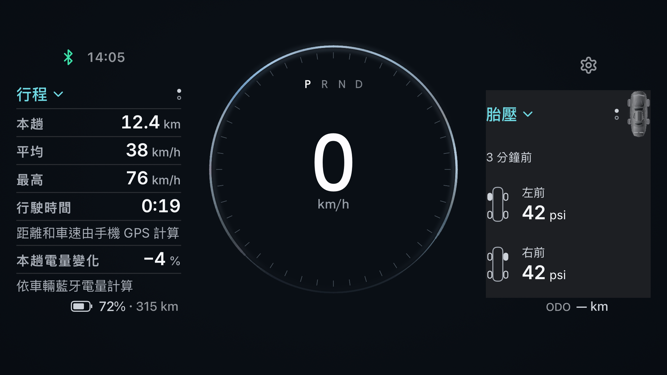 14:05
行程
本趟 12.4 km
平均 38 km/h
最高 76 km/h
行駛時間 0:19
距離和車速由手機 GPS 計算
本趟電量變化 −4 %
依車輛藍牙電量計算
72% · 315 km
P R N D
0
km/h
胎壓
3 分鐘前
左前
42 psi
右前
42 psi
ODO — km